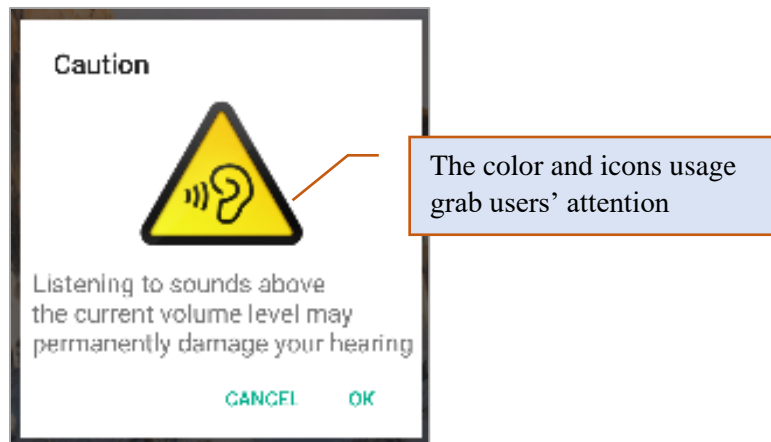 Caution
The color and icons usage
grab users’ attention
Listening to sounds above
the current volume level may
permanently damage your hearing
CANCEL OK